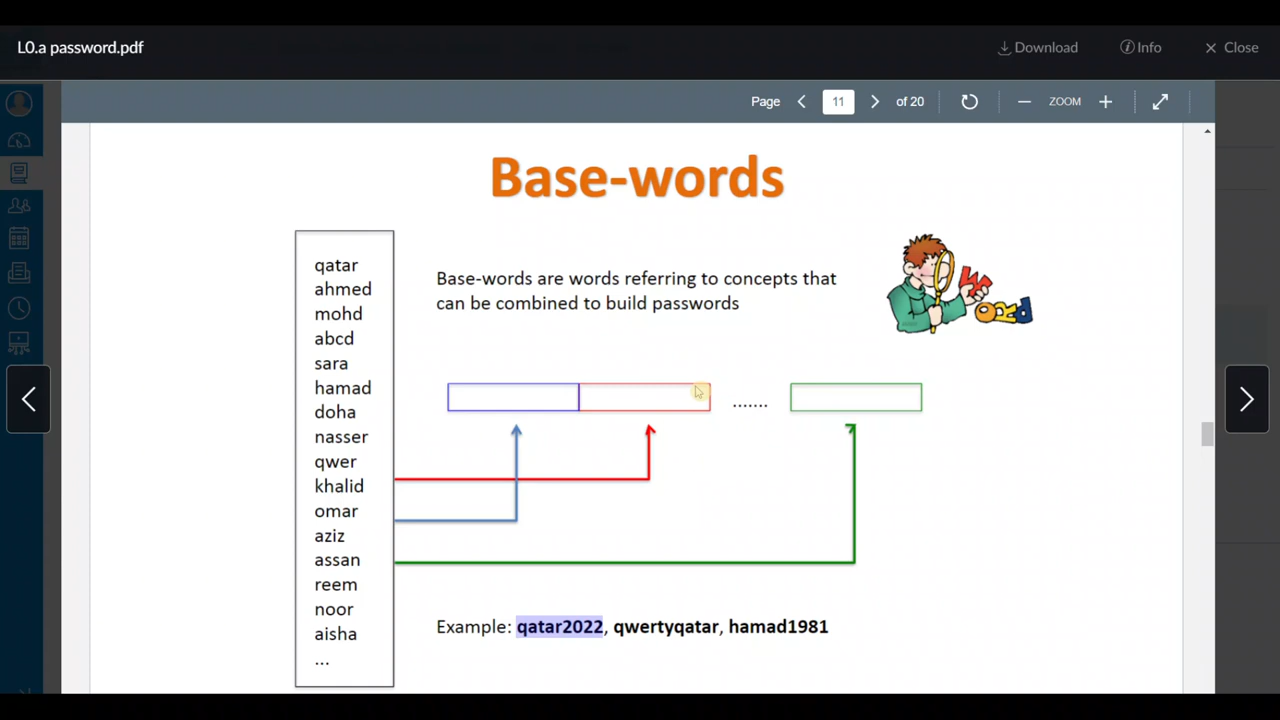 L0.a password.pdf
Download
Info
Close
Page
11
of 20
ZOOM
Base-words
qatar
ahmed
mohd
abcd
sara
hamad
doha
nasser
qwer
khalid
omar
aziz
assan
reem
noor
aisha
...
Base-words are words referring to concepts that
can be combined to build passwords
W
ORD
.......
Example: qatar2022, qwertyqatar, hamad1981